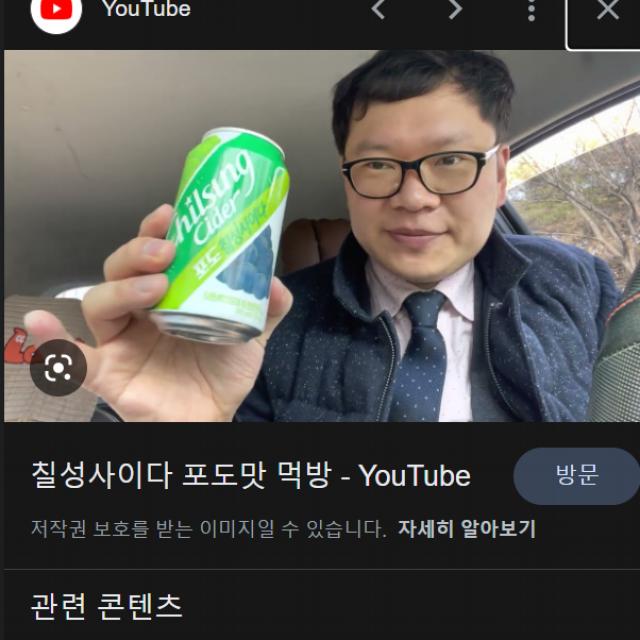 YouTube
Chilsung
Cider
포도
칠성사이다 포도맛 먹방 - YouTube
방문
저작권 보호를 받는 이미지일 수 있습니다. 자세히 알아보기
관련 콘텐츠